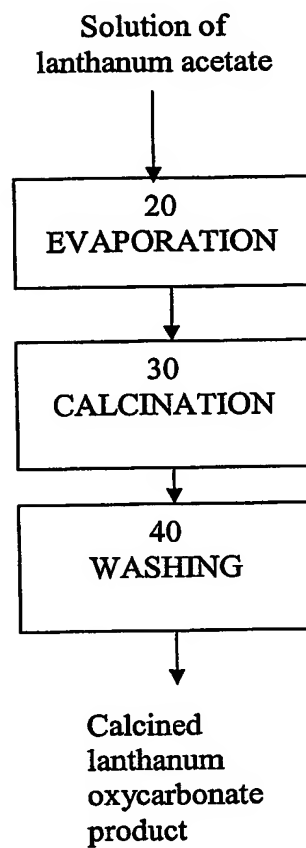 Solution of
lanthanum acetate
20
EVAPORATION
30
CALCINATION
40
WASHING
Calcined
lanthanum
oxycarbonate
product